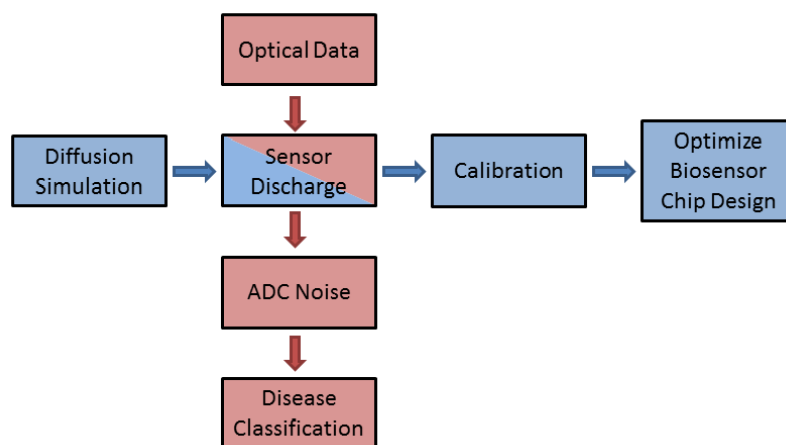 Optical Data
Diffusion
Simulation
Sensor
Discharge
Calibration
Optimize
Biosensor
Chip Design
ADC Noise
Disease
Classification